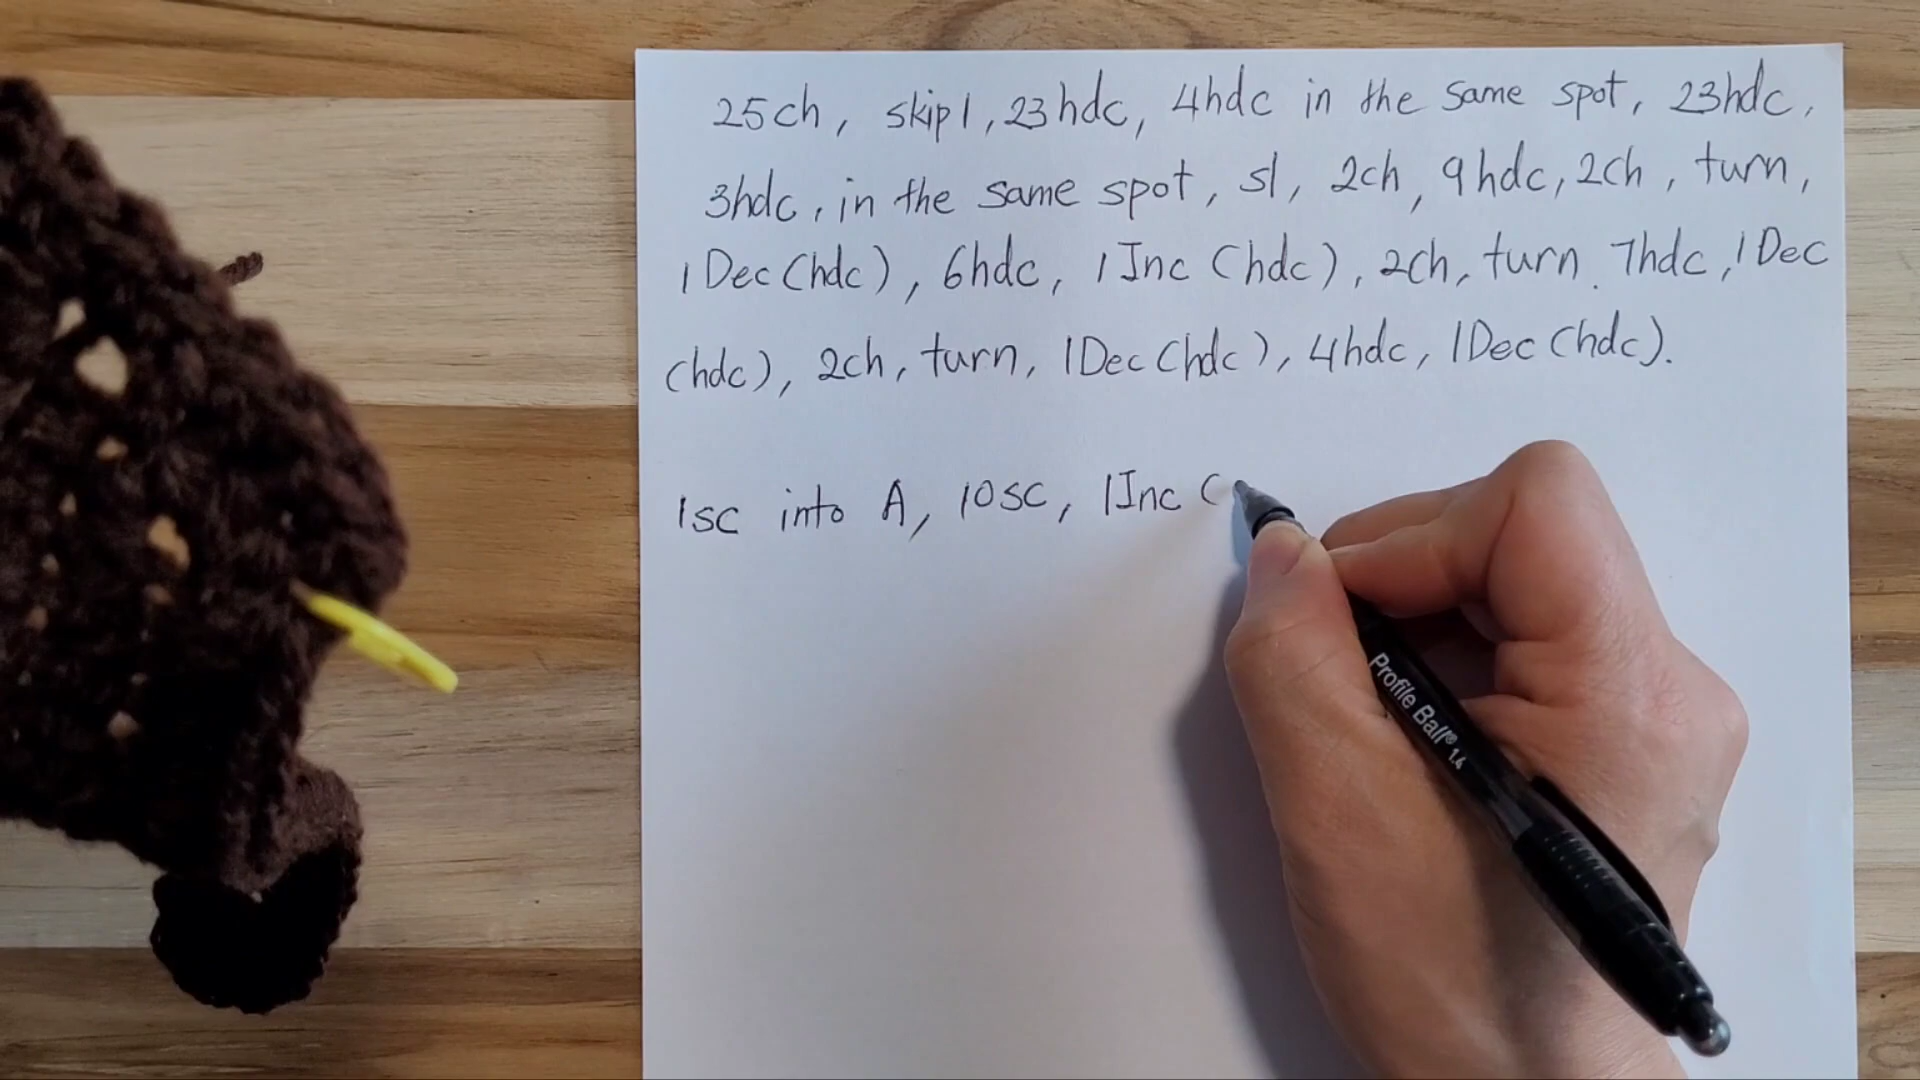 25ch, skip1, 23hdc, 4hdc in the same spot, 23hdc,
3hdc, in the same spot, sl, 2ch, 9hdc, 2ch, turn,
1Dec(hdc), 6hdc, 1Inc (hdc), 2ch, turn. 7hdc, 1Dec
(hdc), 2ch, turn, 1Dec(hdc), 4hdc, 1Dec(hdc).
1sc into A, 10sc, 1Inc (
Profile Ball® 1.4